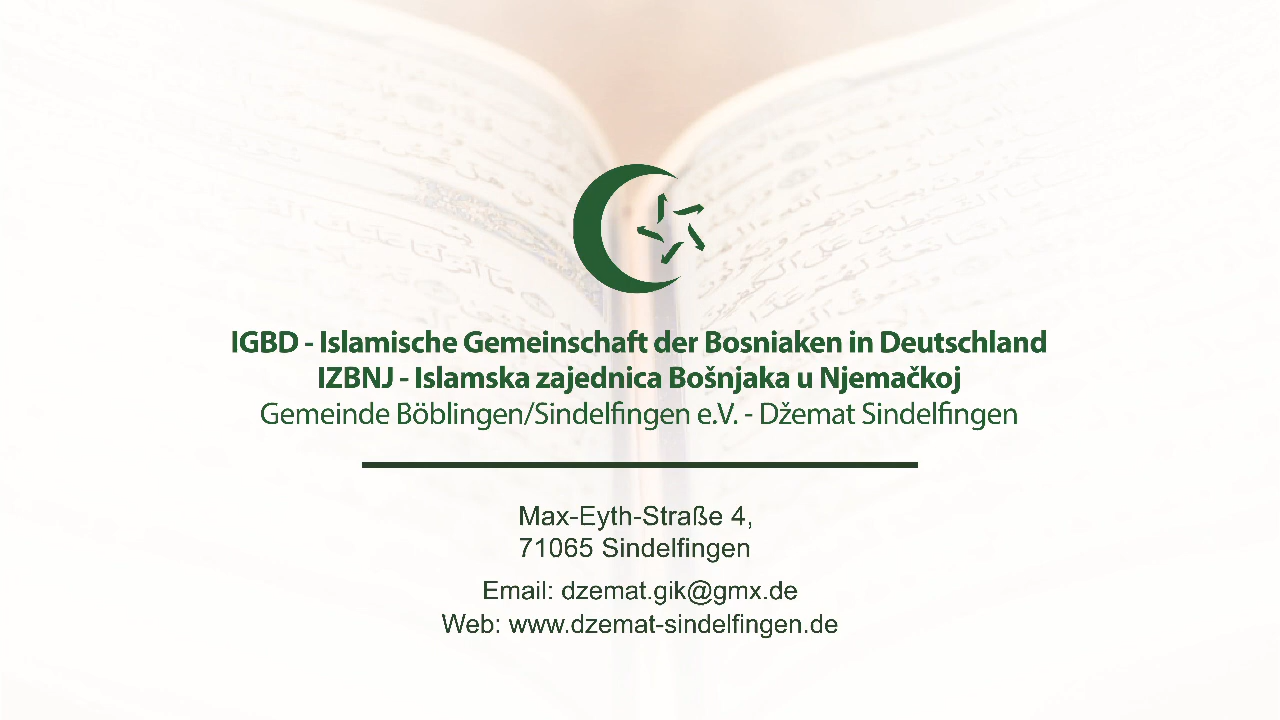 IGBD - Islamische Gemeinschaft der Bosniaken in Deutschland
IZBNJ - Islamska zajednica Bošnjaka u Njemačkoj
Gemeinde Böblingen/Sindelfingen e.V. - Džemat Sindelfingen
Max-Eyth-Straße 4,
71065 Sindelfingen
Email: dzemat.gik@gmx.de
Web: www.dzemat-sindelfingen.de